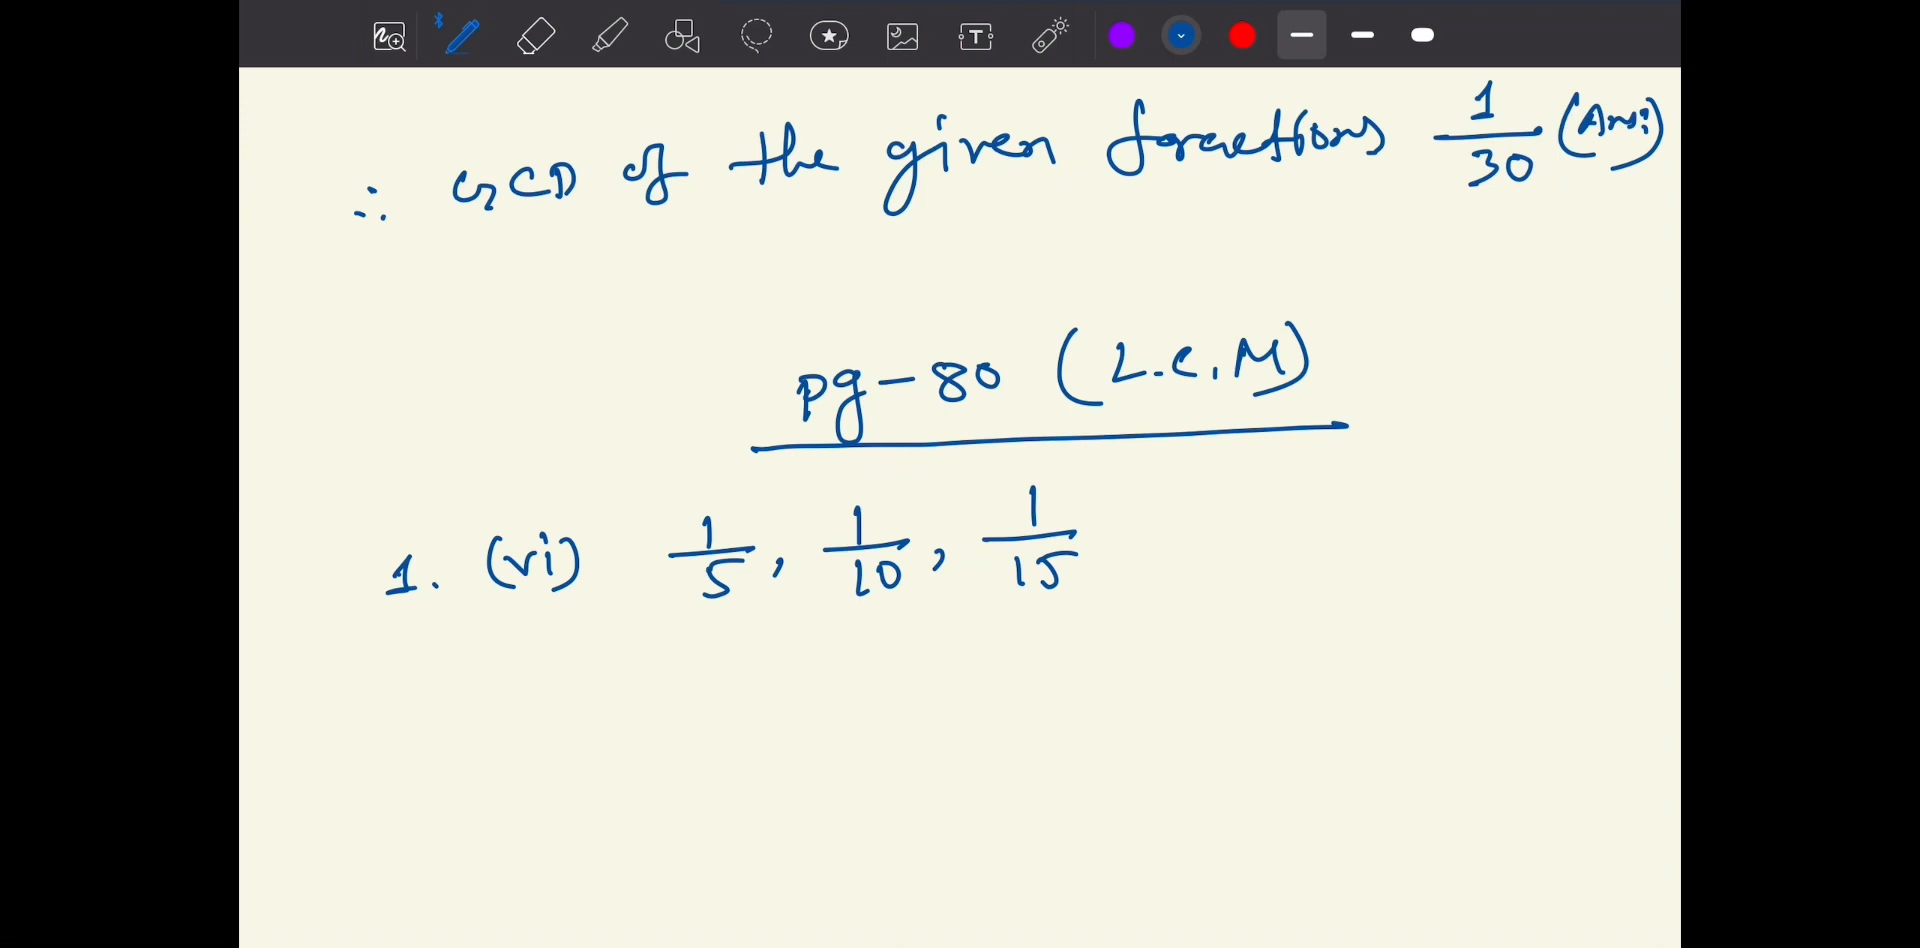 ∴ GCD of the given fractions 1/30 (Ans:)
pg-80 (L.C.M)
1. (vi) 1/5, 1/10, 1/15